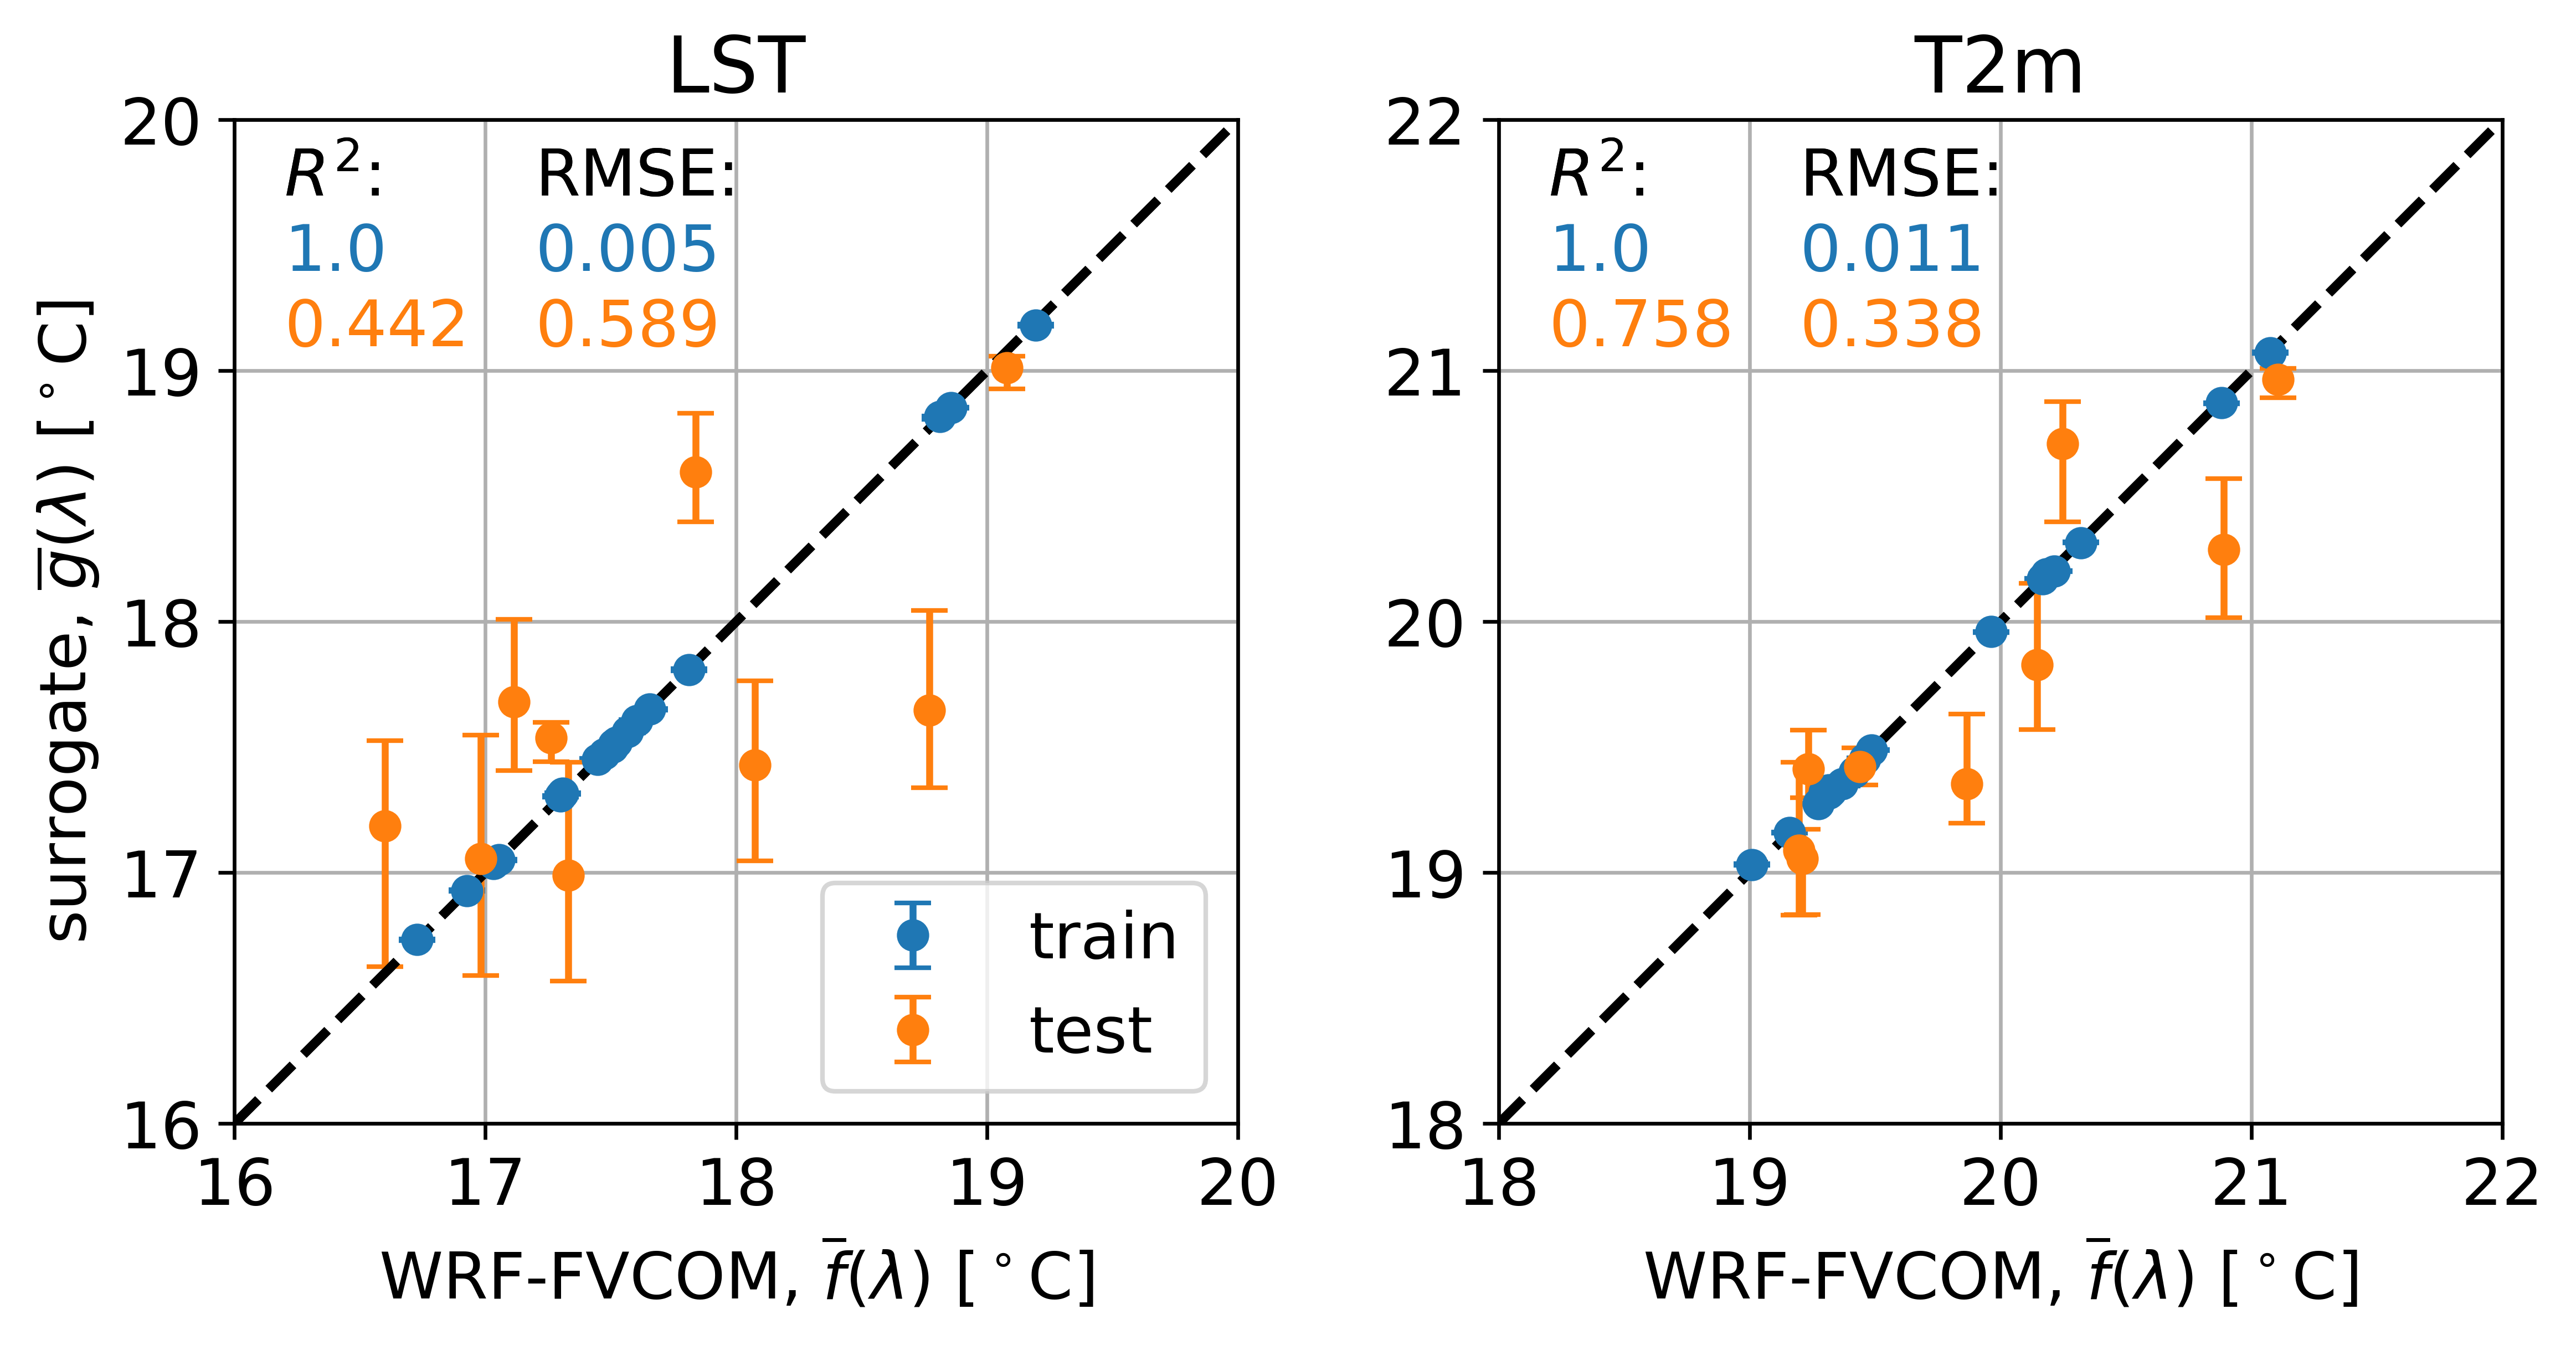 LST
20
19
18
17
16
16 17 18 19 20
surrogate, g̅(λ) [°C]
R²: RMSE:
1.0 0.005
0.442 0.589
train
test
WRF-FVCOM, f̅(λ) [°C]
T2m
22
21
20
19
18
18 19 20 21 22
R²: RMSE:
1.0 0.011
0.758 0.338
WRF-FVCOM, f̅(λ) [°C]